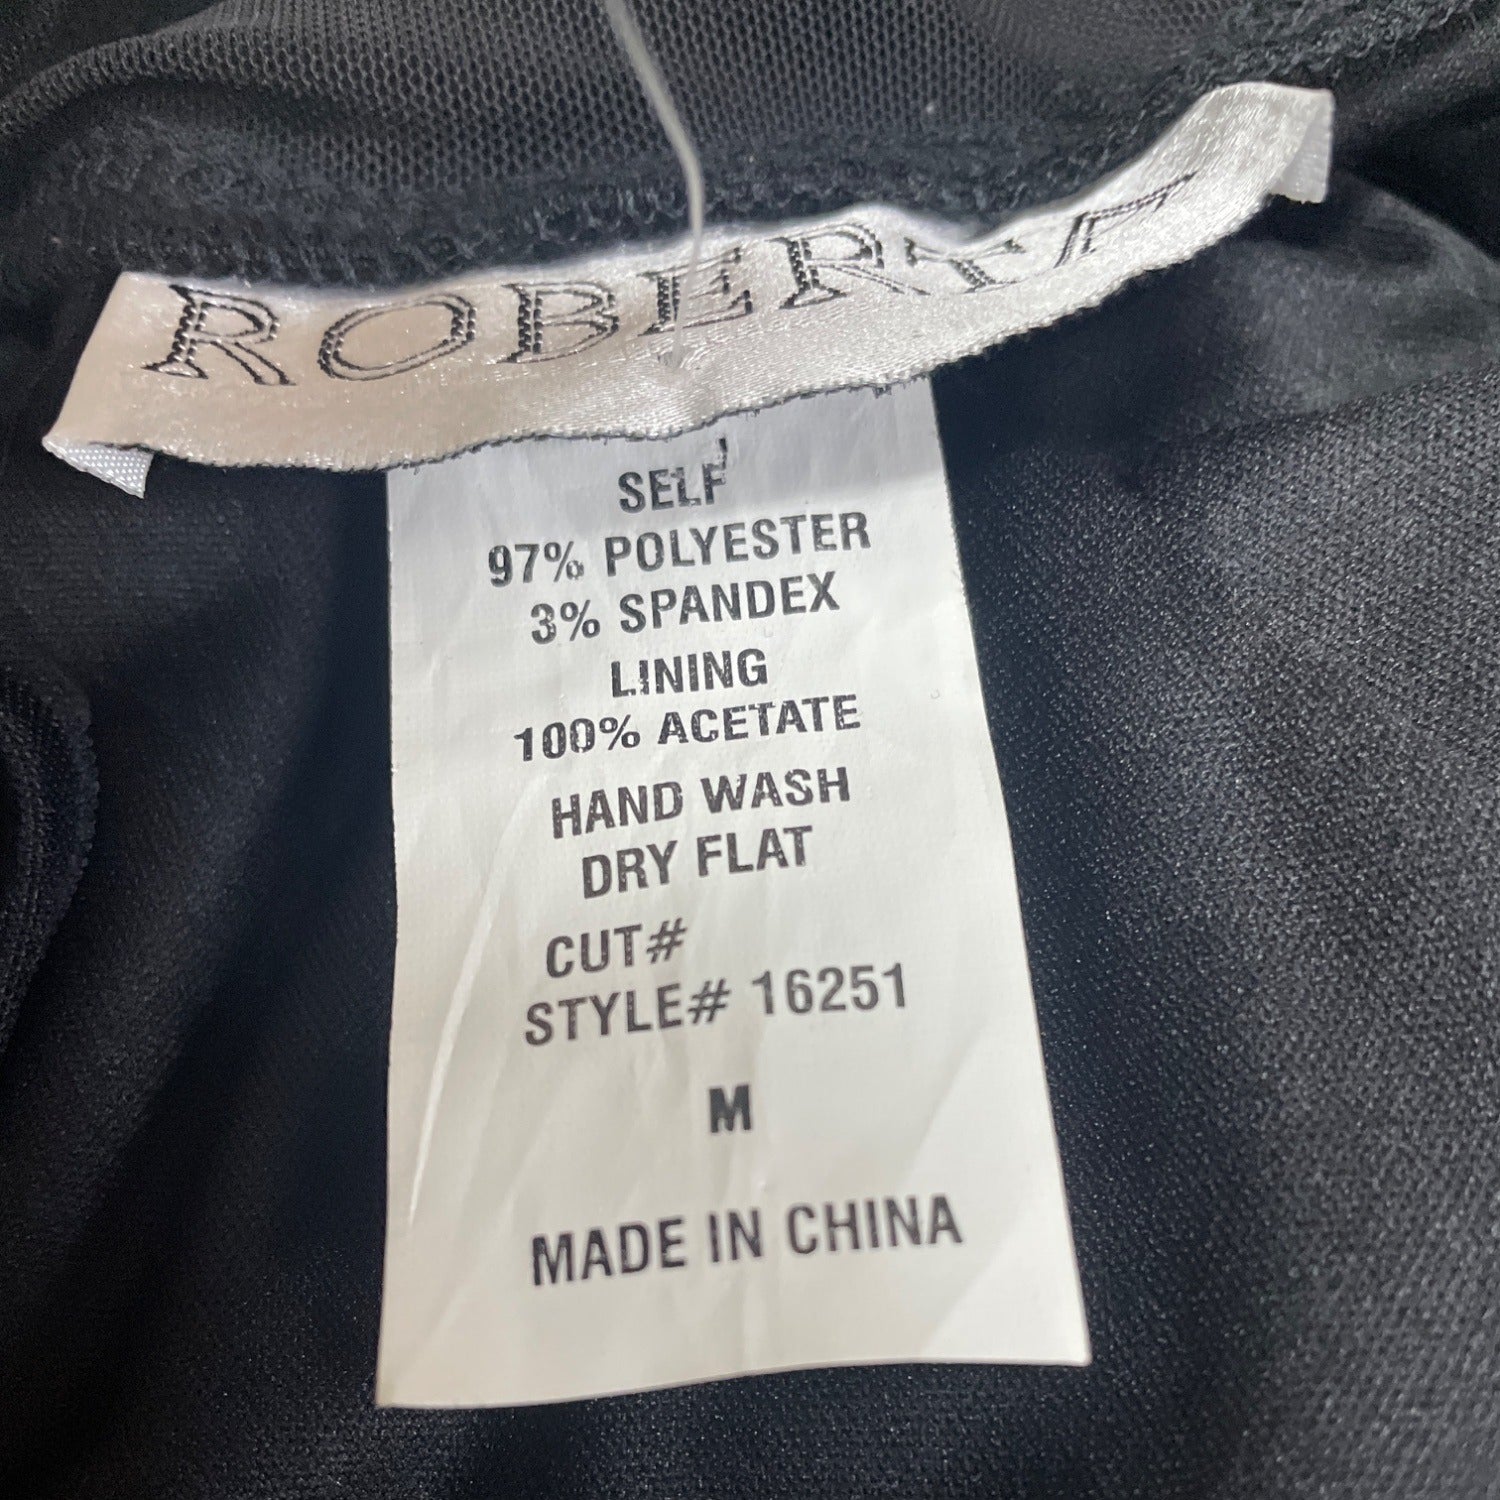 ROBERTA
SELF
97% POLYESTER
3% SPANDEX
LINING
100% ACETATE
HAND WASH
DRY FLAT
CUT#
STYLE# 16251
M
MADE IN CHINA